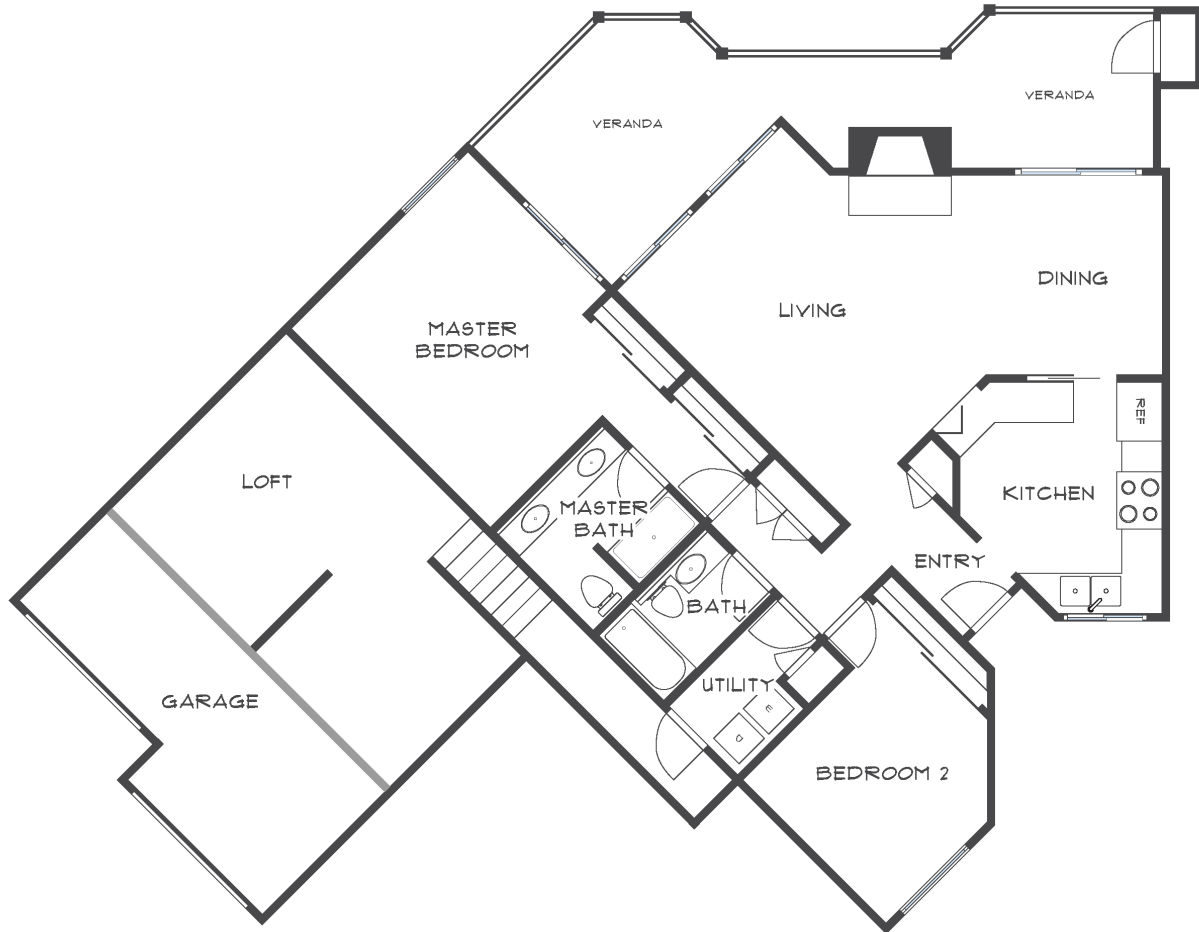 VERANDA
VERANDA
DINING
LIVING
MASTER
BEDROOM
REF
LOFT
KITCHEN
MASTER
BATH
ENTRY
BATH
UTILITY
GARAGE
BEDROOM 2
W
D